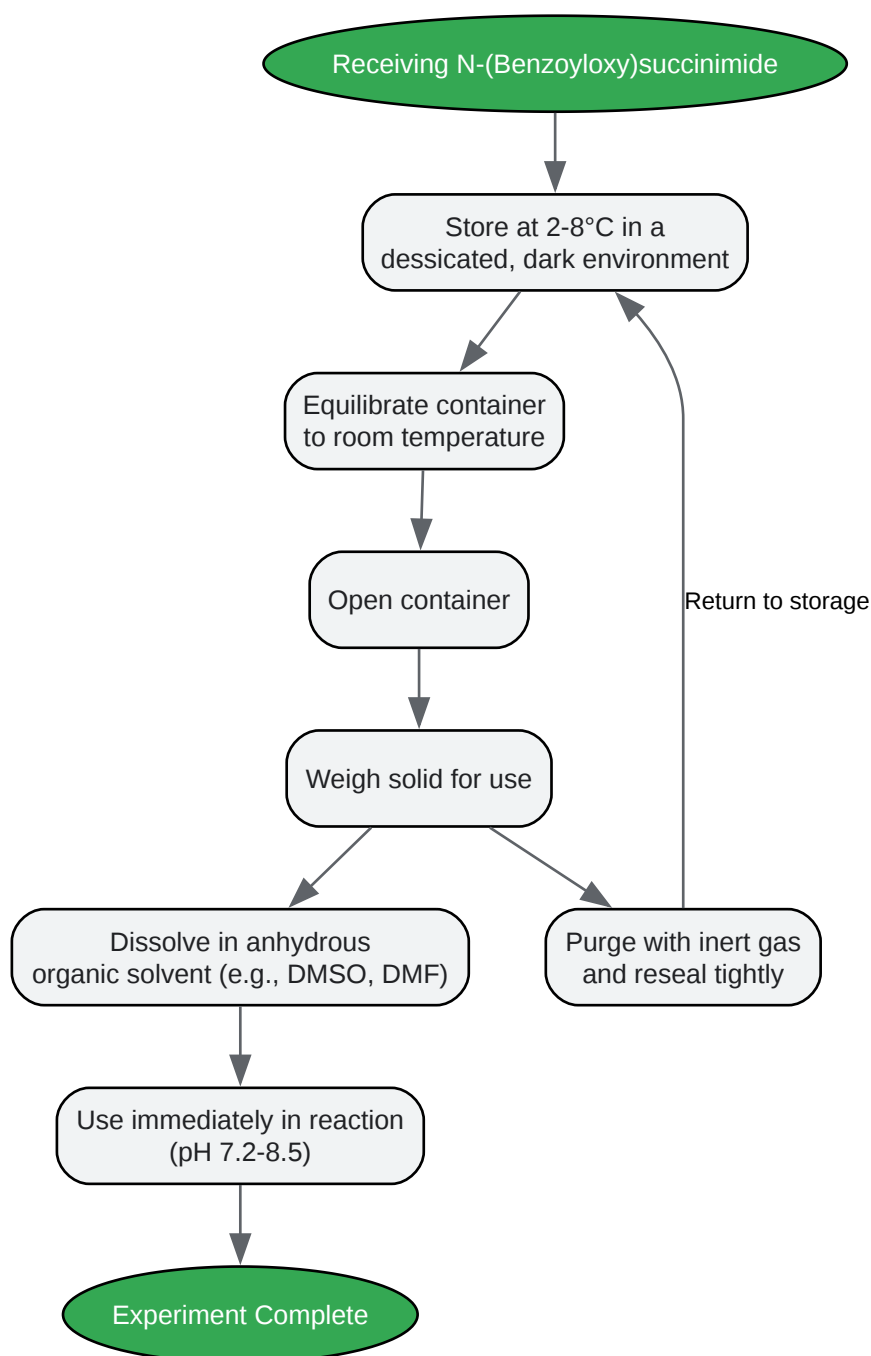 Receiving N-(Benzoyloxy)succinimide
Store at 2-8°C in a
dessicated, dark environment
Equilibrate container
to room temperature
Open container
Return to storage
Weigh solid for use
Dissolve in anhydrous
organic solvent (e.g., DMSO, DMF)
Purge with inert gas
and reseal tightly
Use immediately in reaction
(pH 7.2-8.5)
Experiment Complete